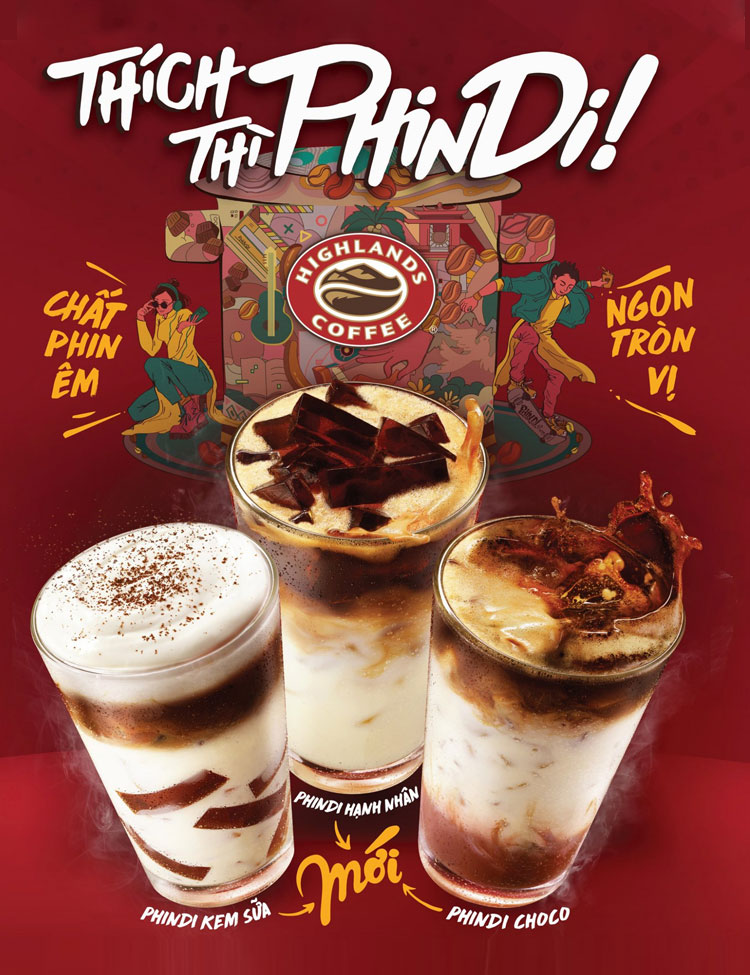 THÍCH
THÌ PHINDI!
HIGHLANDS
COFFEE
®
CHẤT
PHIN
ÊM
NGON
TRÒN
VỊ
PHINDI HẠNH NHÂN
mới
PHINDI KEM SỮA
PHINDI CHOCO